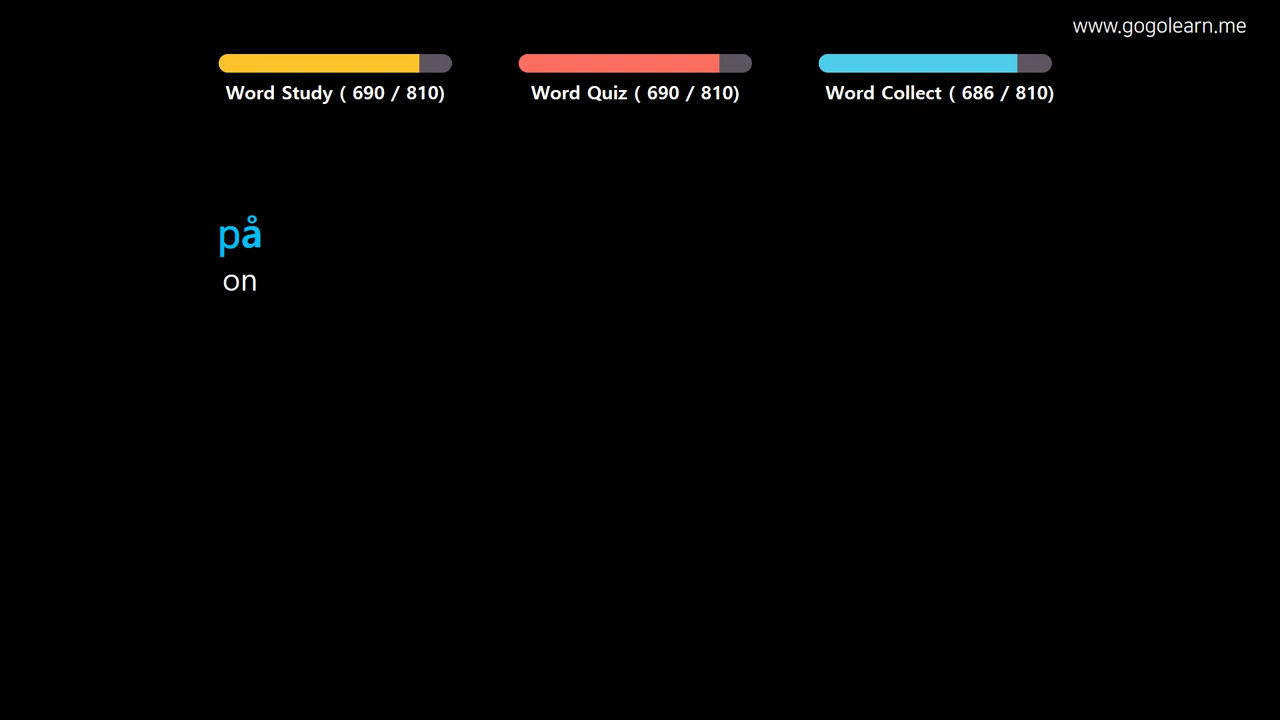 www.gogolearn.me
Word Study ( 690 / 810)
Word Quiz ( 690 / 810)
Word Collect ( 686 / 810)
på
on